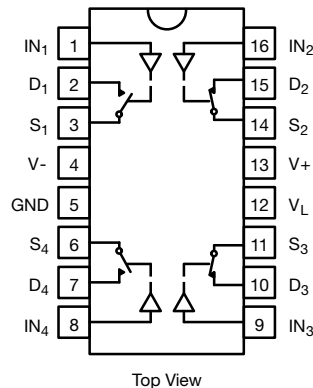 IN₁ 1 16 IN₂
D₁ 2 15 D₂
S₁ 3 14 S₂
V- 4 13 V+
GND 5 12 V_L
S₄ 6 11 S₃
D₄ 7 10 D₃
IN₄ 8 9 IN₃
Top View